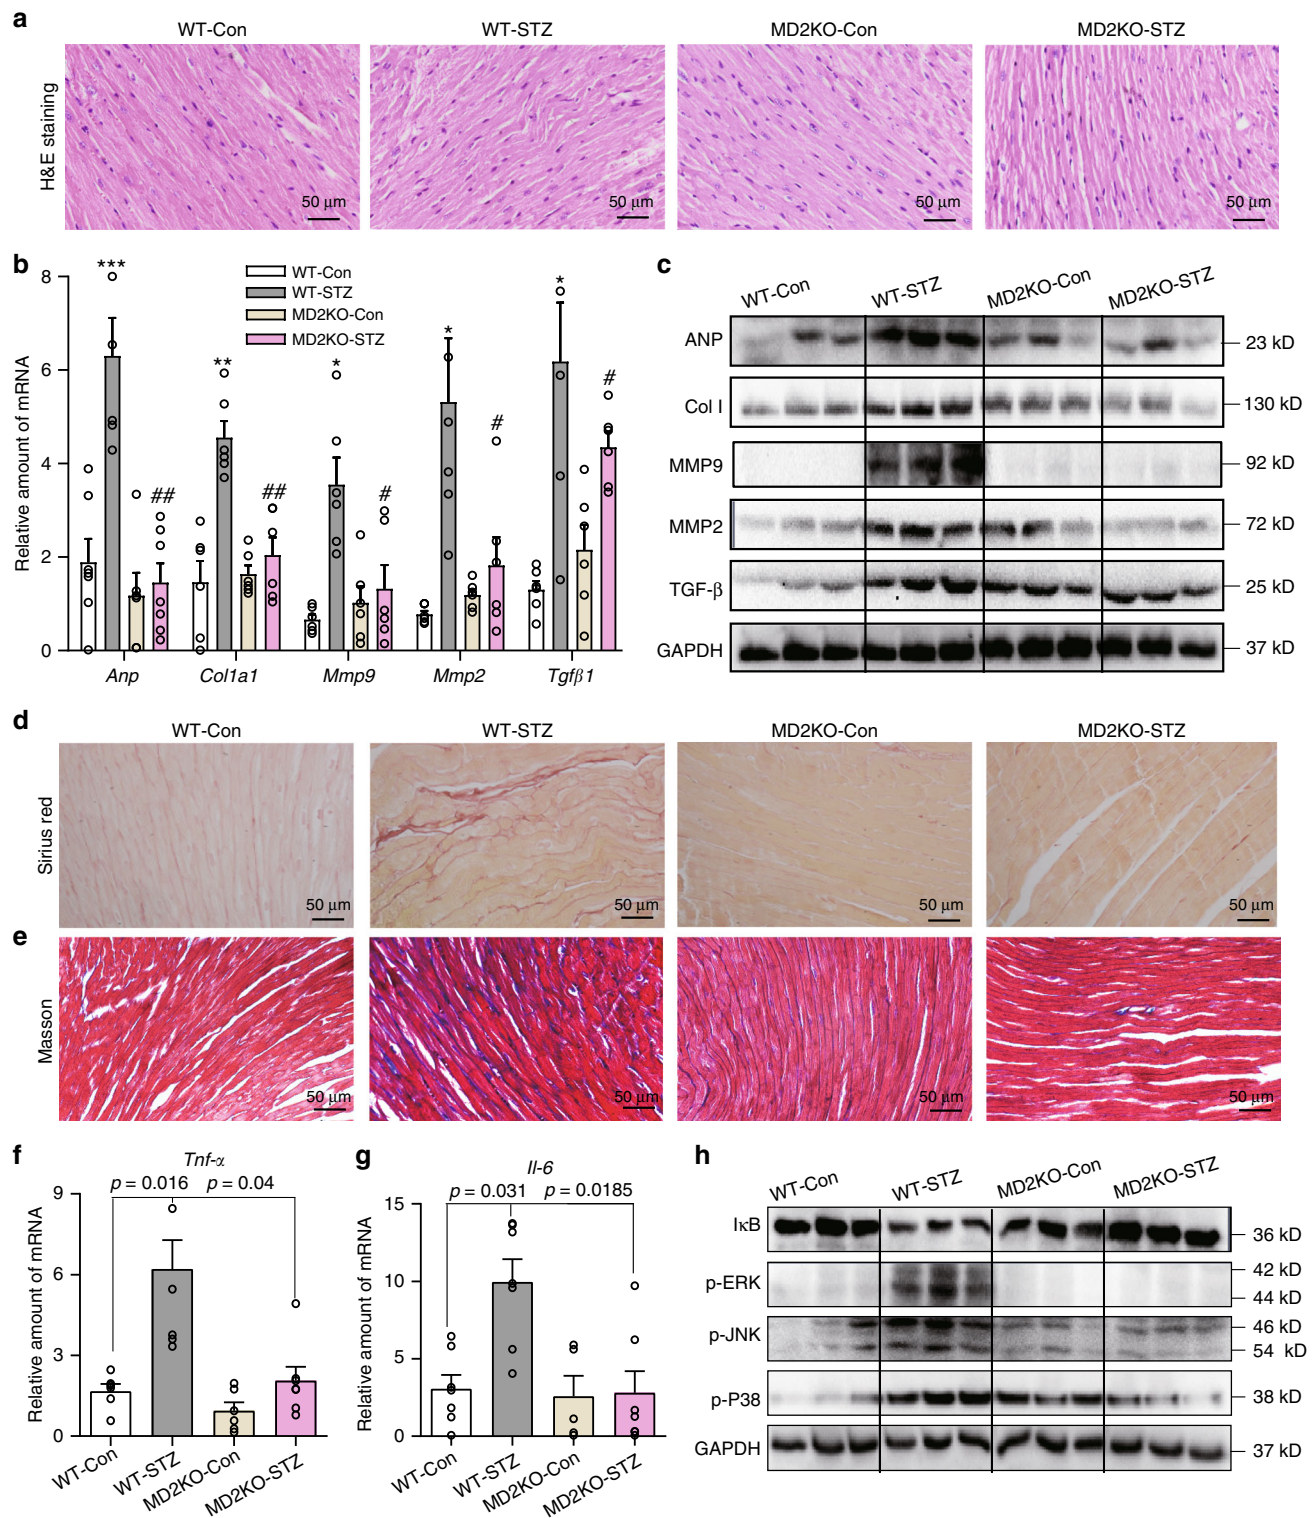 a
WT-Con WT-STZ MD2KO-Con MD2KO-STZ
H&E staining
50 μm 50 μm 50 μm 50 μm
b
Relative amount of mRNA
8
6
4
2
0
WT-Con
WT-STZ
MD2KO-Con
MD2KO-STZ
*** ** * * *
## ## # # #
Anp Col1a1 Mmp9 Mmp2 Tgfβ1
c
WT-Con WT-STZ MD2KO-Con MD2KO-STZ
ANP 23 kD
Col I 130 kD
MMP9 92 kD
MMP2 72 kD
TGF-β 25 kD
GAPDH 37 kD
d
WT-Con WT-STZ MD2KO-Con MD2KO-STZ
Sirius red
50 μm 50 μm 50 μm 50 μm
e
Masson
50 μm 50 μm 50 μm 50 μm
f
Tnf-α
p = 0.016 p = 0.04
Relative amount of mRNA
9
6
3
0
WT-Con WT-STZ MD2KO-Con MD2KO-STZ
g
Il-6
p = 0.031 p = 0.0185
Relative amount of mRNA
15
10
5
0
WT-Con WT-STZ MD2KO-Con MD2KO-STZ
h
WT-Con WT-STZ MD2KO-Con MD2KO-STZ
IκB 36 kD
p-ERK 42 kD
44 kD
p-JNK 46 kD
54 kD
p-P38 38 kD
GAPDH 37 kD